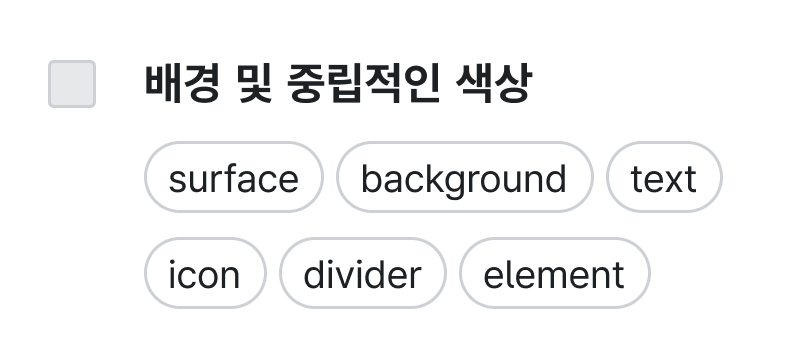 배경 및 중립적인 색상
surface background text
icon divider element